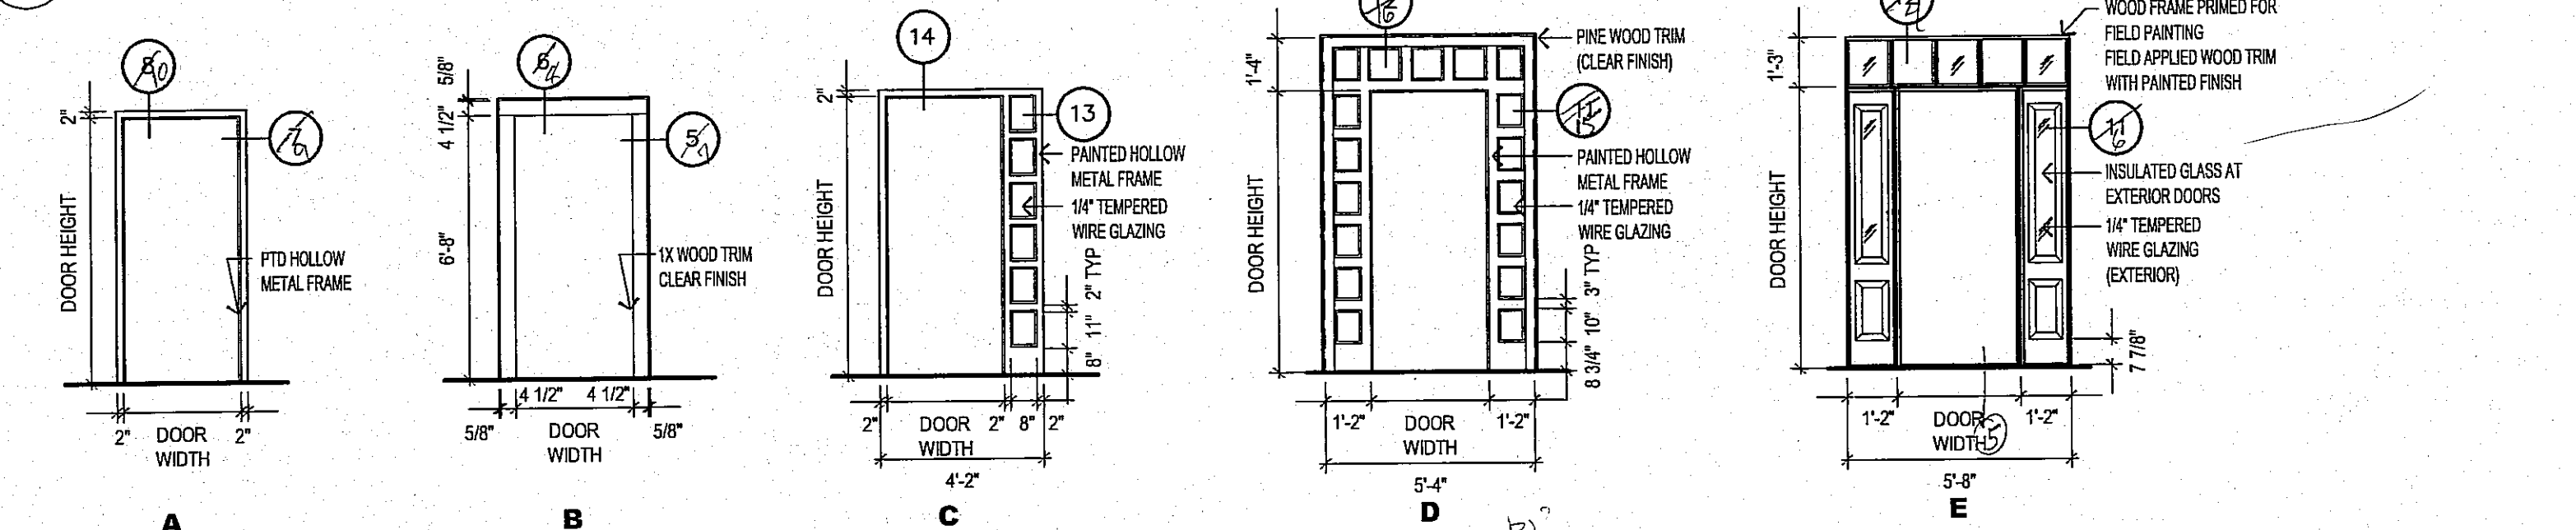 2"
DOOR HEIGHT
PTD HOLLOW
METAL FRAME
2"
DOOR
WIDTH
2"
A
5/8"
4 1/2"
6'-8"
1X WOOD TRIM
CLEAR FINISH
4 1/2"
4 1/2"
5/8"
DOOR
WIDTH
5/8"
B
14
2"
13
DOOR HEIGHT
PAINTED HOLLOW
METAL FRAME
1/4" TEMPERED
WIRE GLAZING
2" TYP
11"
8"
2"
DOOR
WIDTH
2"
8"
2"
4'-2"
C
1'-4"
PINE WOOD TRIM
(CLEAR FINISH)
DOOR HEIGHT
PAINTED HOLLOW
METAL FRAME
1/4" TEMPERED
WIRE GLAZING
3" TYP
10"
8 3/4"
1'-2"
DOOR
WIDTH
1'-2"
5'-4"
D
WOOD FRAME PRIMED FOR
FIELD PAINTING
FIELD APPLIED WOOD TRIM
WITH PAINTED FINISH
1'-3"
DOOR HEIGHT
INSULATED GLASS AT
EXTERIOR DOORS
1/4" TEMPERED
WIRE GLAZING
(EXTERIOR)
7 7/8"
1'-2"
DOOR
WIDTH
15
1'-2"
5'-8"
E